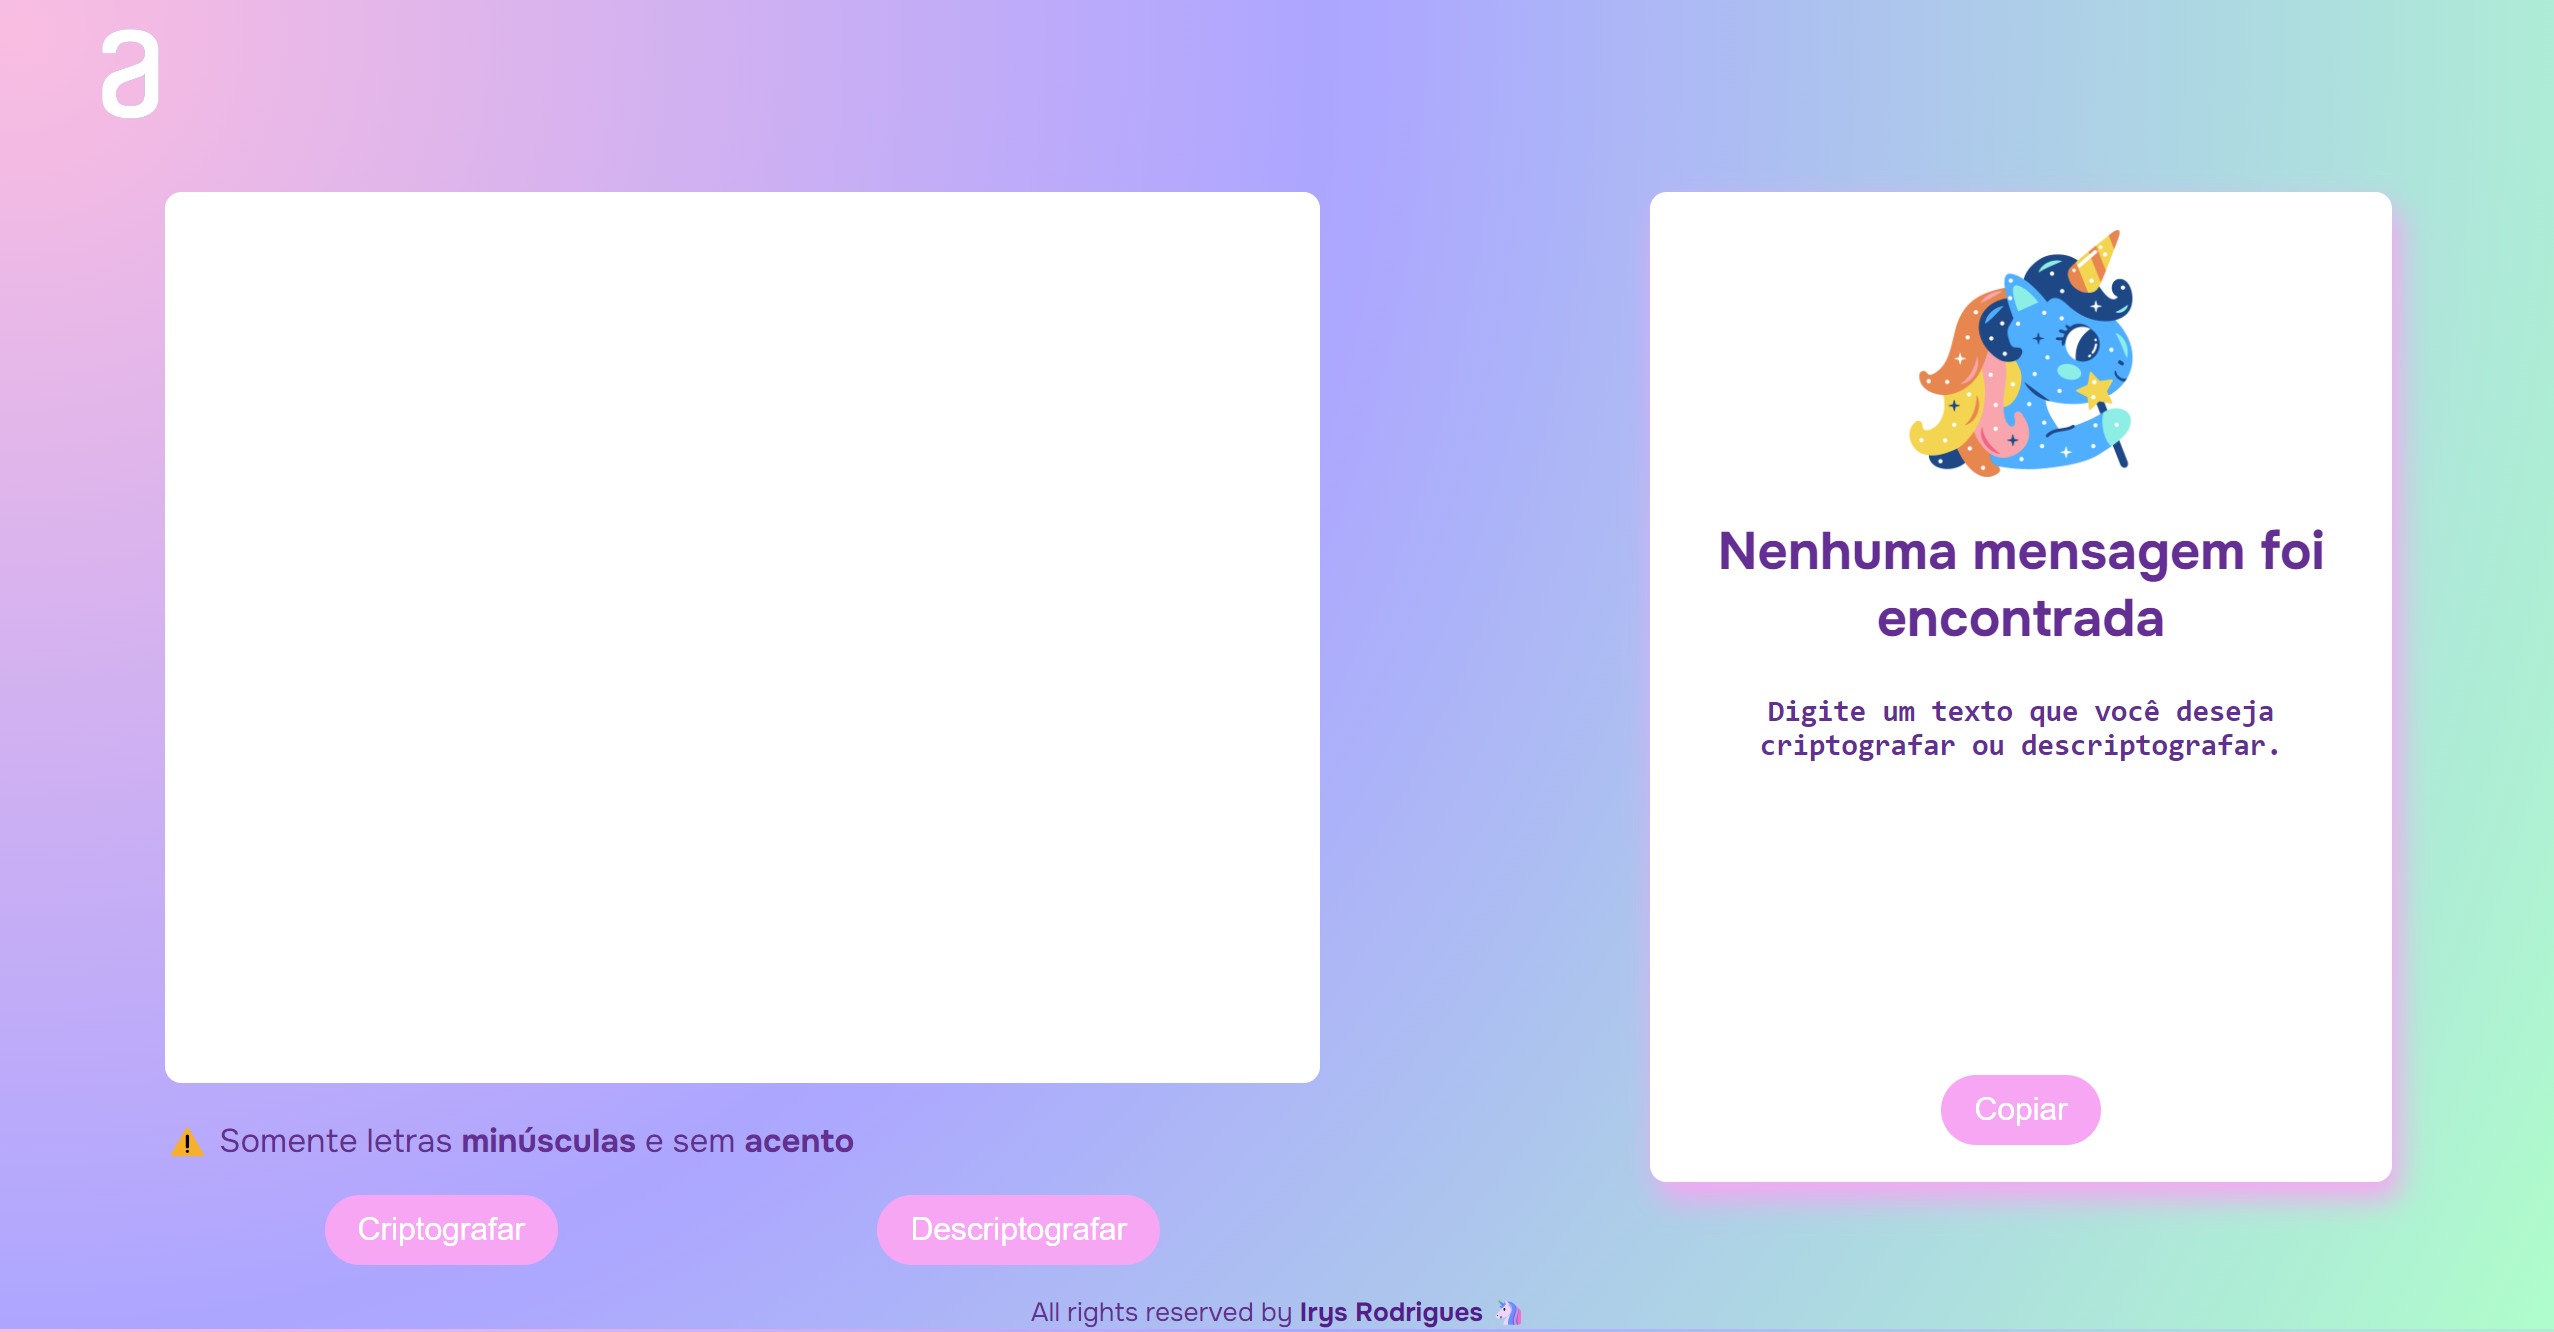 a
Nenhuma mensagem foi
encontrada
Digite um texto que você deseja
criptografar ou descriptografar.
Copiar
Somente letras minúsculas e sem acento
Criptografar
Descriptografar
All rights reserved by Irys Rodrigues 🦄